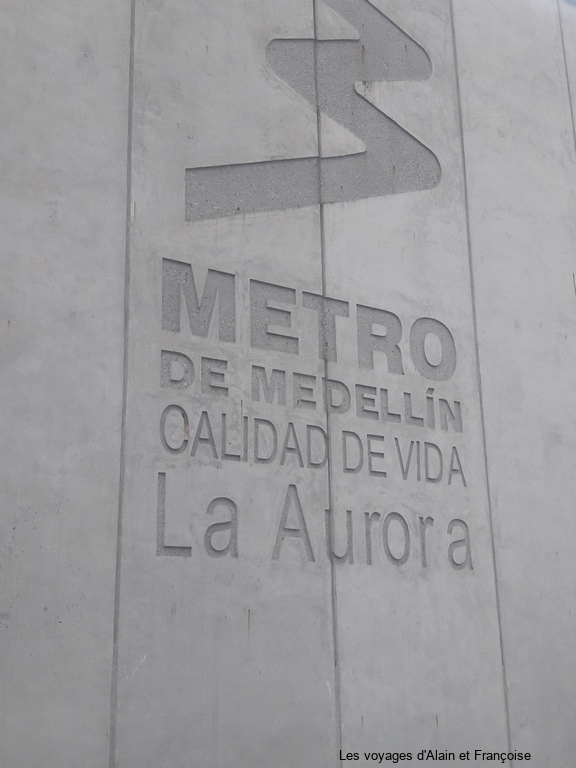 METRO
DE MEDELLÍN
CALIDAD DE VIDA
La Aurora
Les voyages d'Alain et Françoise